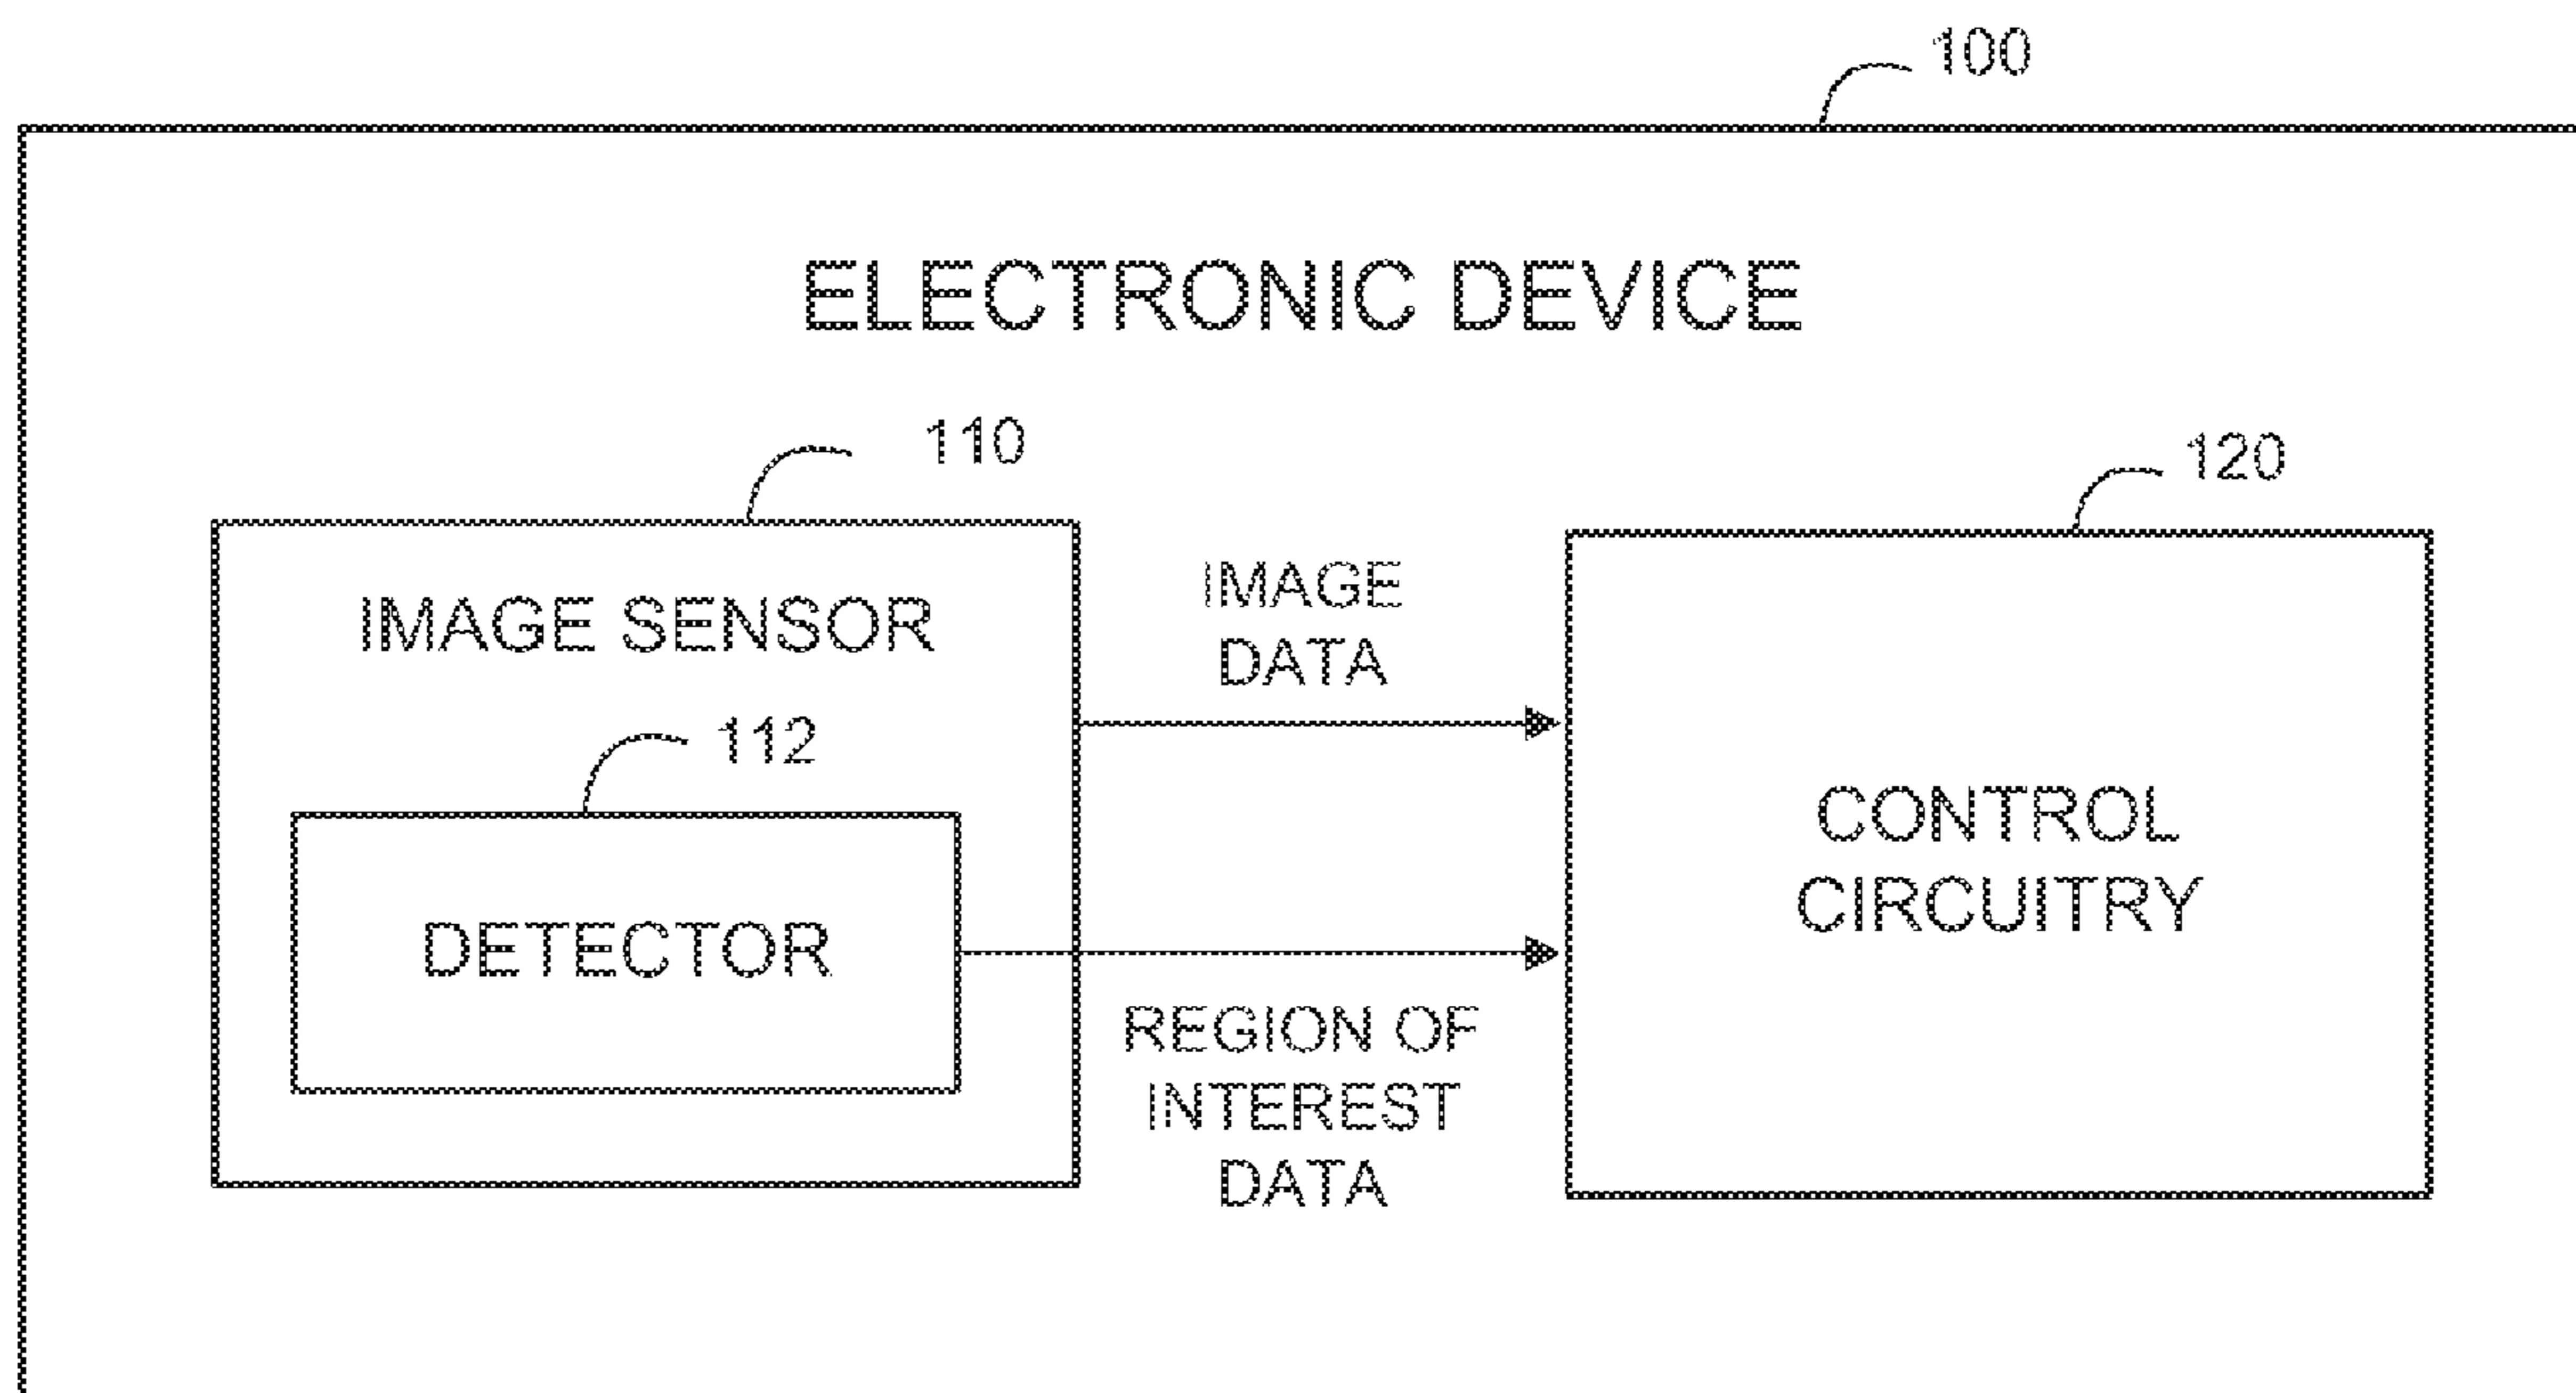 100
ELECTRONIC DEVICE
110
120
IMAGE SENSOR
112
DETECTOR
IMAGE
DATA
REGION OF
INTEREST
DATA
CONTROL
CIRCUITRY